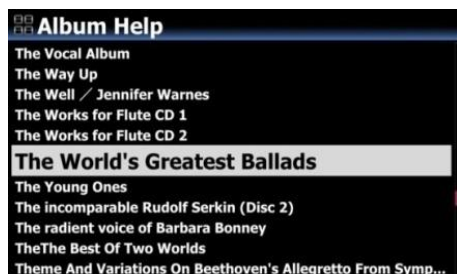 Album Help
The Vocal Album
The Way Up
The Well ／ Jennifer Warnes
The Works for Flute CD 1
The Works for Flute CD 2
The World's Greatest Ballads
The Young Ones
The incomparable Rudolf Serkin (Disc 2)
The radient voice of Barbara Bonney
TheThe Best Of Two Worlds
Theme And Variations On Beethoven's Allegretto From Symp...